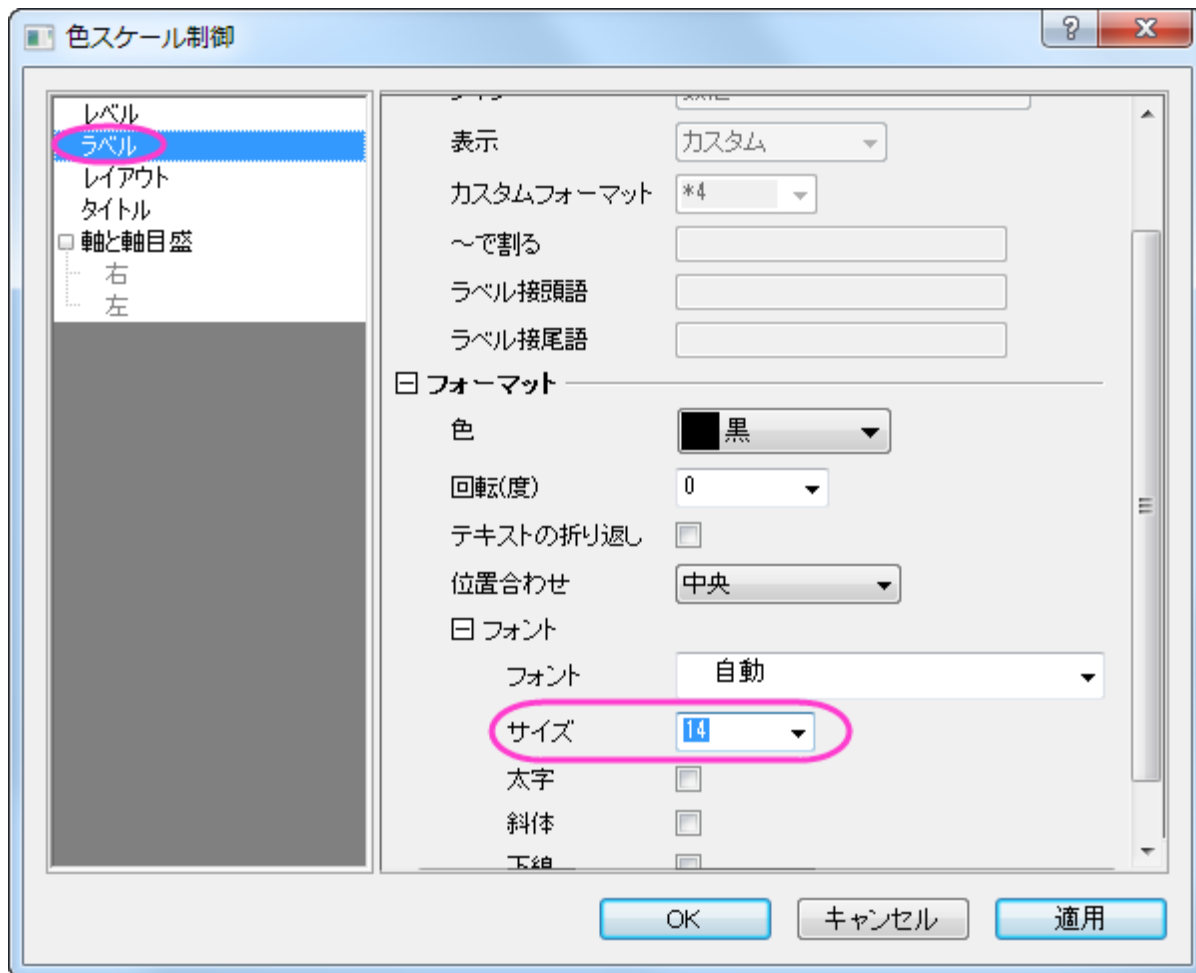 色スケール制御
レベル
ラベル
レイアウト
タイトル
軸と軸目盛
右
左
表示 カスタム
カスタムフォーマット *4
～で割る
ラベル接頭語
ラベル接尾語
フォーマット
色 黒
回転(度) 0
テキストの折り返し
位置合わせ 中央
フォント
フォント 自動
サイズ 14
太字
斜体
下線
OK キャンセル 適用